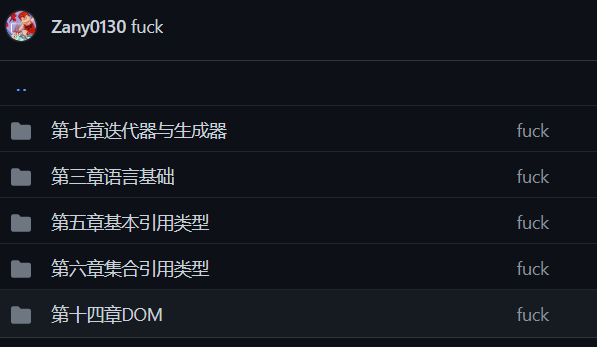 Zany0130 fuck
..
第七章迭代器与生成器 fuck
第三章语言基础 fuck
第五章基本引用类型 fuck
第六章集合引用类型 fuck
第十四章DOM fuck